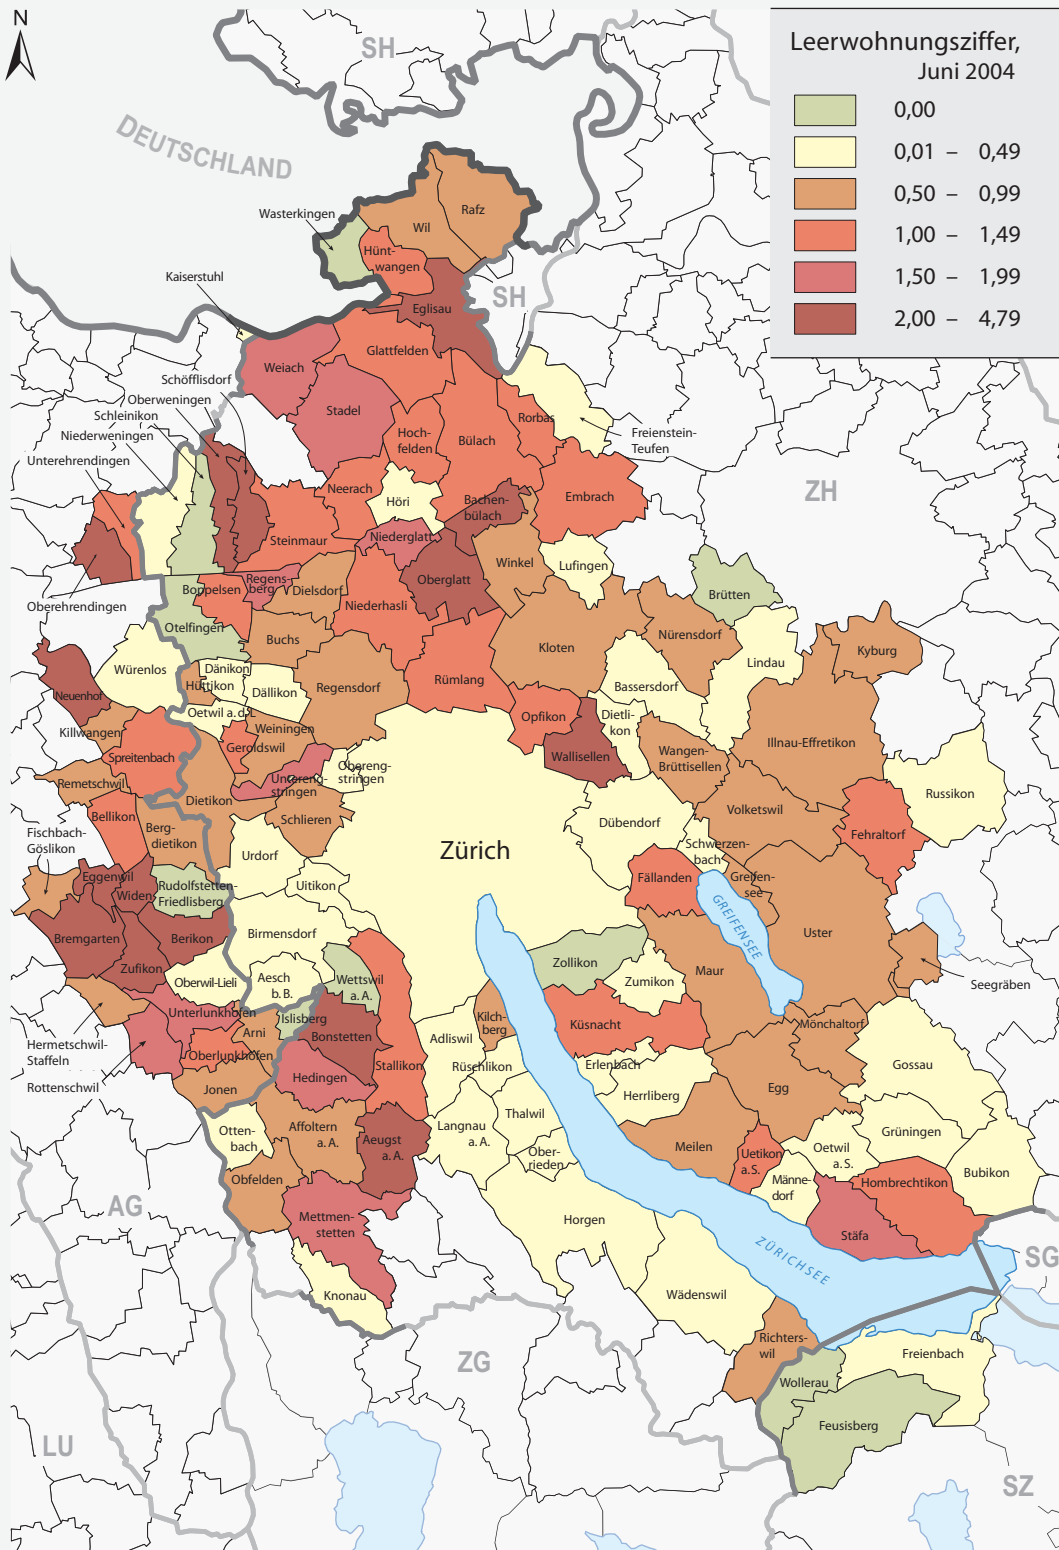 N
SH
Leerwohnungsziffer,
Juni 2004
0,00
0,01 – 0,49
0,50 – 0,99
1,00 – 1,49
1,50 – 1,99
2,00 – 4,79
DEUTSCHLAND
Wasterkingen
Rafz
Wil
Hünt-
wangen
Kaiserstuhl
SH
Eglisau
Glattfelden
Weiach
Schöfflisdorf
Oberweningen
Schleinikon
Niederweningen
Unterehrendingen
Stadel
Hoch-
felden
Bülach
Rorbas
Freienstein-
Teufen
ZH
Neerach
Höri
Bachen-
bülach
Embrach
Steinmaur
Niederglatt
Winkel
Lufingen
Oberglatt
Regens-
berg
Boppelsen
Dielsdorf
Niederhasli
Brütten
Oberehrendingen
Otelfingen
Buchs
Nürensdorf
Kloten
Kyburg
Lindau
Würenlos
Dänikon
Hüttikon
Dällikon
Regensdorf
Rümlang
Bassersdorf
Neuenhof
Oetwil a.d.L
Opfikon
Dietli-
kon
Killwangen
Weiningen
Geroldswil
Spreitenbach
Wallisellen
Wangen-
Brüttisellen
Illnau-Effretikon
Obereng-
stringen
Untereng-
stringen
Remetschwil
Dietikon
Russikon
Bellikon
Schlieren
Volketswil
Berg-
dietikon
Dübendorf
Fehraltorf
Fischbach-
Göslikon
Zürich
Schwerzen-
bach
Urdorf
Eggenwil
Widen
Rudolfstetten-
Friedlisberg
Uitikon
Fällanden
Greifen-
see
GREIFENSEE
Bremgarten
Berikon
Birmensdorf
Uster
Zufikon
Zollikon
Maur
Oberwil-Lieli
Aesch
b. B.
Wettswil
a. A.
Zumikon
Seegräben
Unterlunkhofen
Islisberg
Kilch-
berg
Küsnacht
Mönchaltorf
Arni
Bonstetten
Adliswil
Hermetschwil-
Staffeln
Oberlunkhofen
Stallikon
Rüschlikon
Erlenbach
Gossau
Rottenschwil
Hedingen
Jonen
Herrliberg
Egg
Thalwil
Otten-
bach
Affoltern
a. A.
Aeugst
a. A.
Langnau
a. A.
Meilen
Uetikon
a.S.
Oetwil
a.S.
Grüningen
Ober-
rieden
Obfelden
Männe-
dorf
Hombrechtikon
Bubikon
AG
Mettmen-
stetten
Horgen
Stäfa
ZÜRICHSEE
SG
Knonau
Wädenswil
Richters-
wil
Freienbach
ZG
Wollerau
Feusisberg
LU
SZ